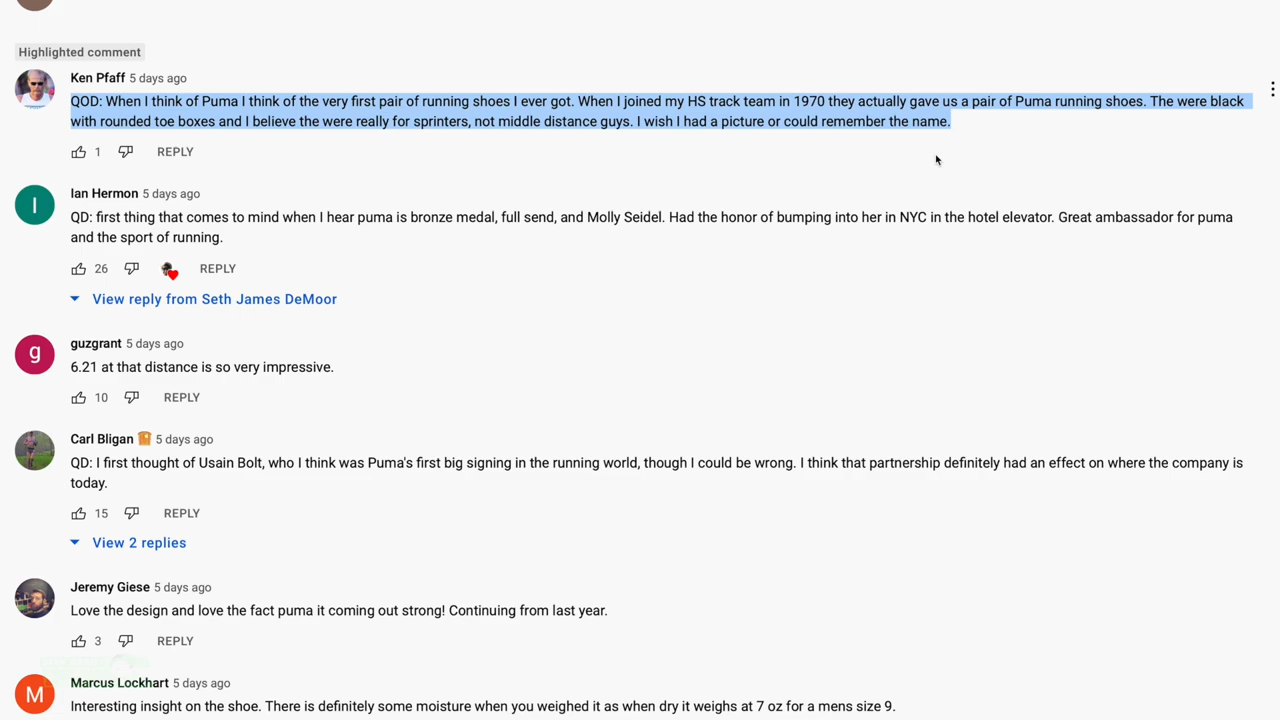 Highlighted comment
Ken Pfaff 5 days ago
QOD: When I think of Puma I think of the very first pair of running shoes I ever got. When I joined my HS track team in 1970 they actually gave us a pair of Puma running shoes. The were black
with rounded toe boxes and I believe the were really for sprinters, not middle distance guys. I wish I had a picture or could remember the name.
1 REPLY
I
Ian Hermon 5 days ago
QD: first thing that comes to mind when I hear puma is bronze medal, full send, and Molly Seidel. Had the honor of bumping into her in NYC in the hotel elevator. Great ambassador for puma
and the sport of running.
26 REPLY
View reply from Seth James DeMoor
g
guzgrant 5 days ago
6.21 at that distance is so very impressive.
10 REPLY
Carl Bligan 5 days ago
QD: I first thought of Usain Bolt, who I think was Puma's first big signing in the running world, though I could be wrong. I think that partnership definitely had an effect on where the company is
today.
15 REPLY
View 2 replies
Jeremy Giese 5 days ago
Love the design and love the fact puma it coming out strong! Continuing from last year.
3 REPLY
M
Marcus Lockhart 5 days ago
Interesting insight on the shoe. There is definitely some moisture when you weighed it as when dry it weighs at 7 oz for a mens size 9.